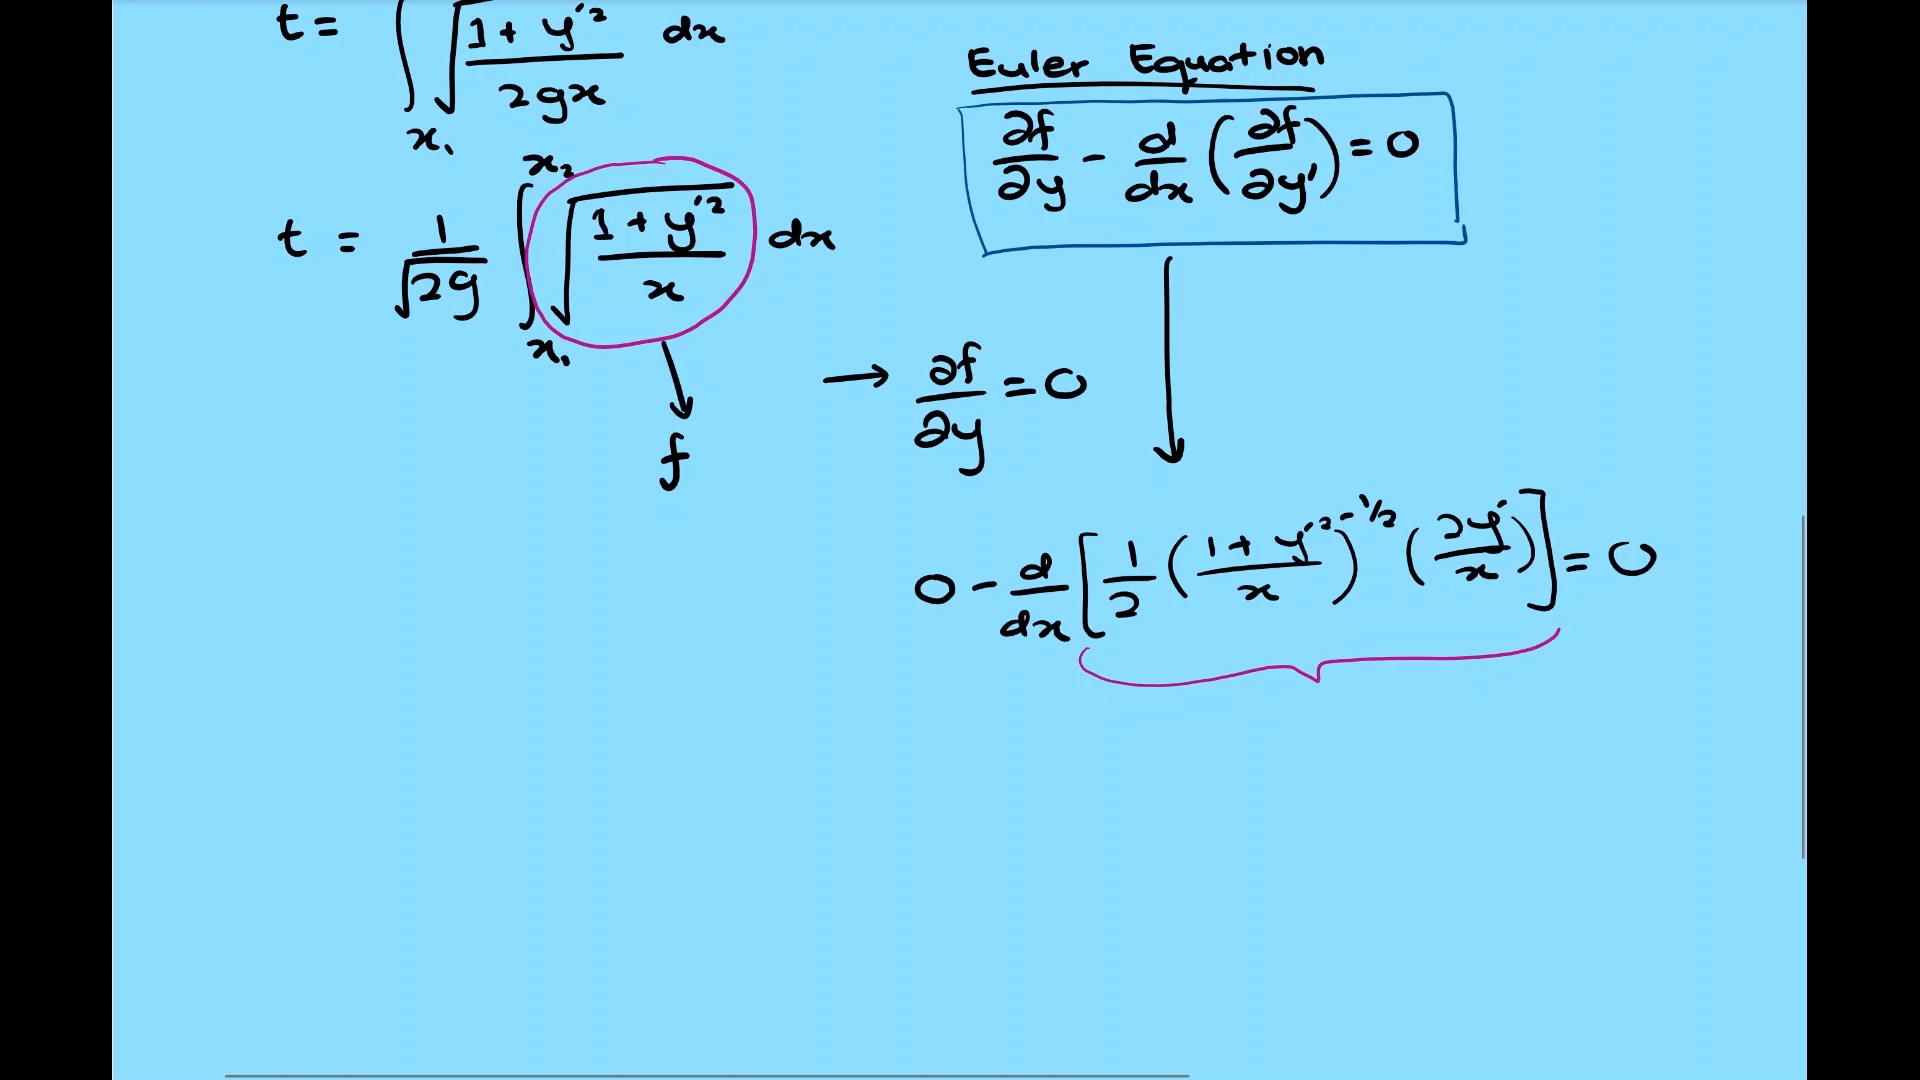 t = ∫_{x₁} √((1 + y'²)/(2gx)) dx
t = 1/√(2g) ∫_{x₁}^{x₂} √((1 + y'²)/x) dx
f
Euler Equation
∂f/∂y - d/dx (∂f/∂y') = 0
→ ∂f/∂y = 0
0 - d/dx [1/2 ((1 + y'²)/x)^{-1/2} (2y'/x)] = 0